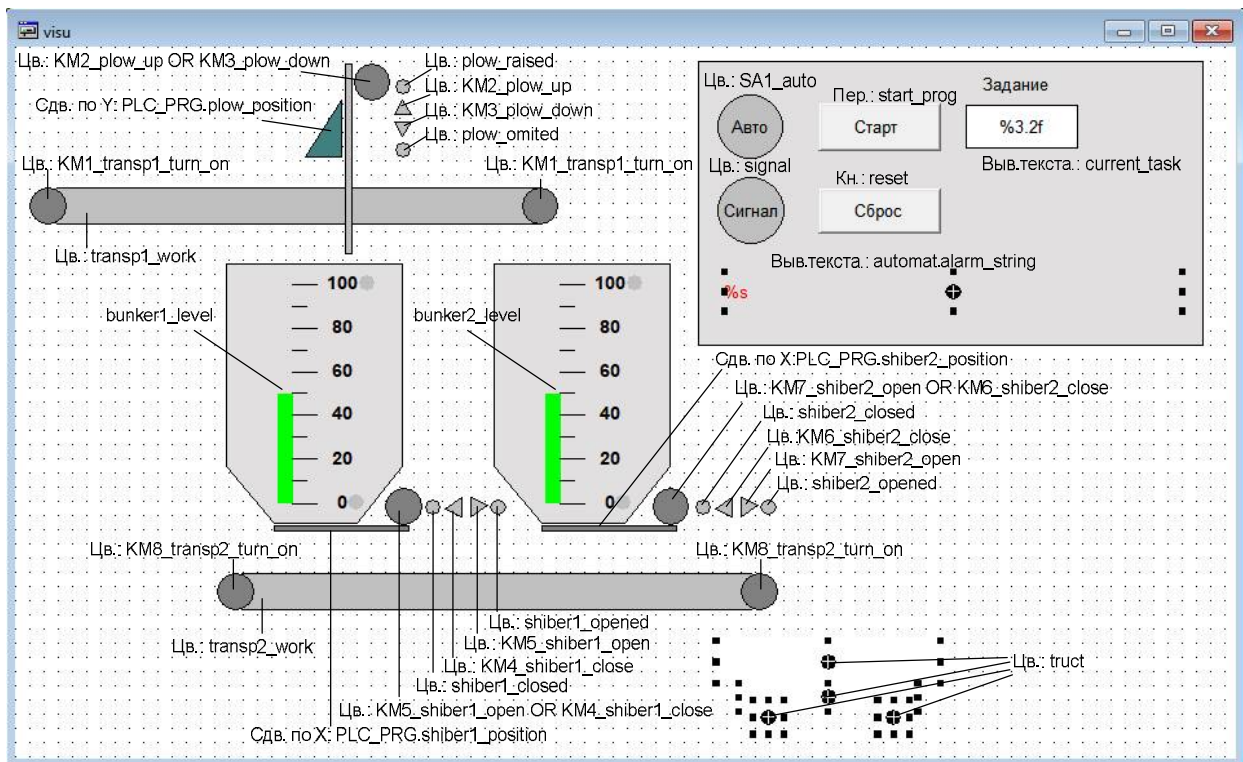 visu
Цв.: KM2_plow_up OR KM3_plow_down
Цв.: plow_raised
Цв.: KM2_plow_up
Сдв. по Y: PLC_PRG.plow_position
Цв.: KM3_plow_down
Цв.: plow_omited
Цв.: KM1_transp1_turn_on
Цв.: KM1_transp1_turn_on
Цв.: transp1_work
Цв.: SA1_auto
Задание
Пер.: start_prog
Авто
Старт
%3.2f
Цв.: signal
Выв.текста.: current_task
Кн.: reset
Сигнал
Сброс
Выв.текста.: automat.alarm_string
%s
100
80
60
40
20
0
bunker1_level
100
80
60
40
20
0
bunker2_level
Сдв. по X:PLC_PRG.shiber2_position
Цв.: KM7_shiber2_open OR KM6_shiber2_close
Цв.: shiber2_closed
Цв.:KM6_shiber2_close
Цв.: KM7_shiber2_open
Цв.: shiber2_opened
Цв.: KM8_transp2_turn_on
Цв.: KM8_transp2_turn_on
Цв.: transp2_work
Цв.: shiber1_opened
Цв.: KM5_shiber1_open
Цв.: KM4_shiber1_close
Цв.: shiber1_closed
Цв.: KM5_shiber1_open OR KM4_shiber1_close
Сдв. по X: PLC_PRG.shiber1_position
Цв.: truct